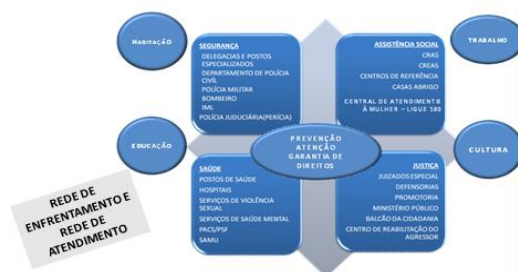 HABITAÇÃO
TRABALHO
SEGURANÇA
DELEGACIAS E POSTOS
ESPECIALIZADOS
DEPARTAMENTO DE POLÍCIA
CIVÍL
POLÍCIA MILITAR
BOMBEIRO
IML
POLÍCIA JUDUCIÁRIA(PERÍCIA)
ASSISTÊNCIA SOCIAL
CRAS
CREAS
CENTROS DE REFERÊNCIA
CASAS ABRIGO
CENTRAL DE ATENDIMENTO
À MULHER – LIGUE 180
PREVENÇÃO
ATENÇÃO
GARANTIA DE
DIREITOS
EDUCAÇÃO
CULTURA
SAÚDE
POSTOS DE SAÚDE
HOSPITAIS
SERVIÇOS DE VIOLÊNCIA
SEXUAL
SERVIÇOS DE SAÚDE MENTAL
PACS/PSF
SAMU
JUSTIÇA
JUIZADOS ESPECIAL
DEFENSORIAS
PROMOTORIA
MINISTÉRIO PÚBLICO
BALCÃO DA CIDADANIA
CENTRO DE REABILITAÇÃO DO
AGRESSOR
REDE DE
ENFRENTAMENTO E
REDE DE
ATENDIMENTO